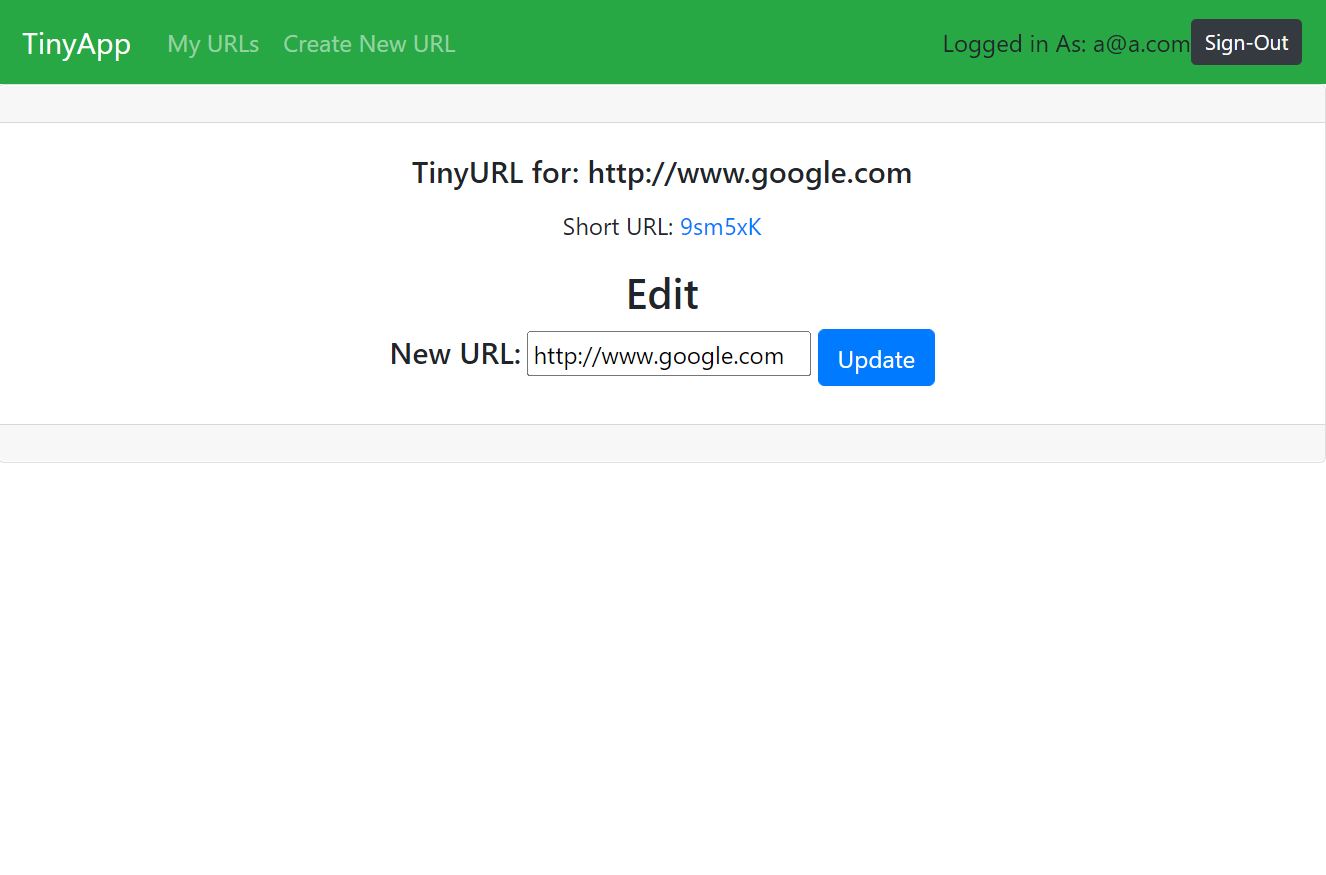 TinyApp My URLs Create New URL Logged in As: a@a.com Sign-Out
TinyURL for: http://www.google.com
Short URL: 9sm5xK
Edit
New URL: http://www.google.com Update